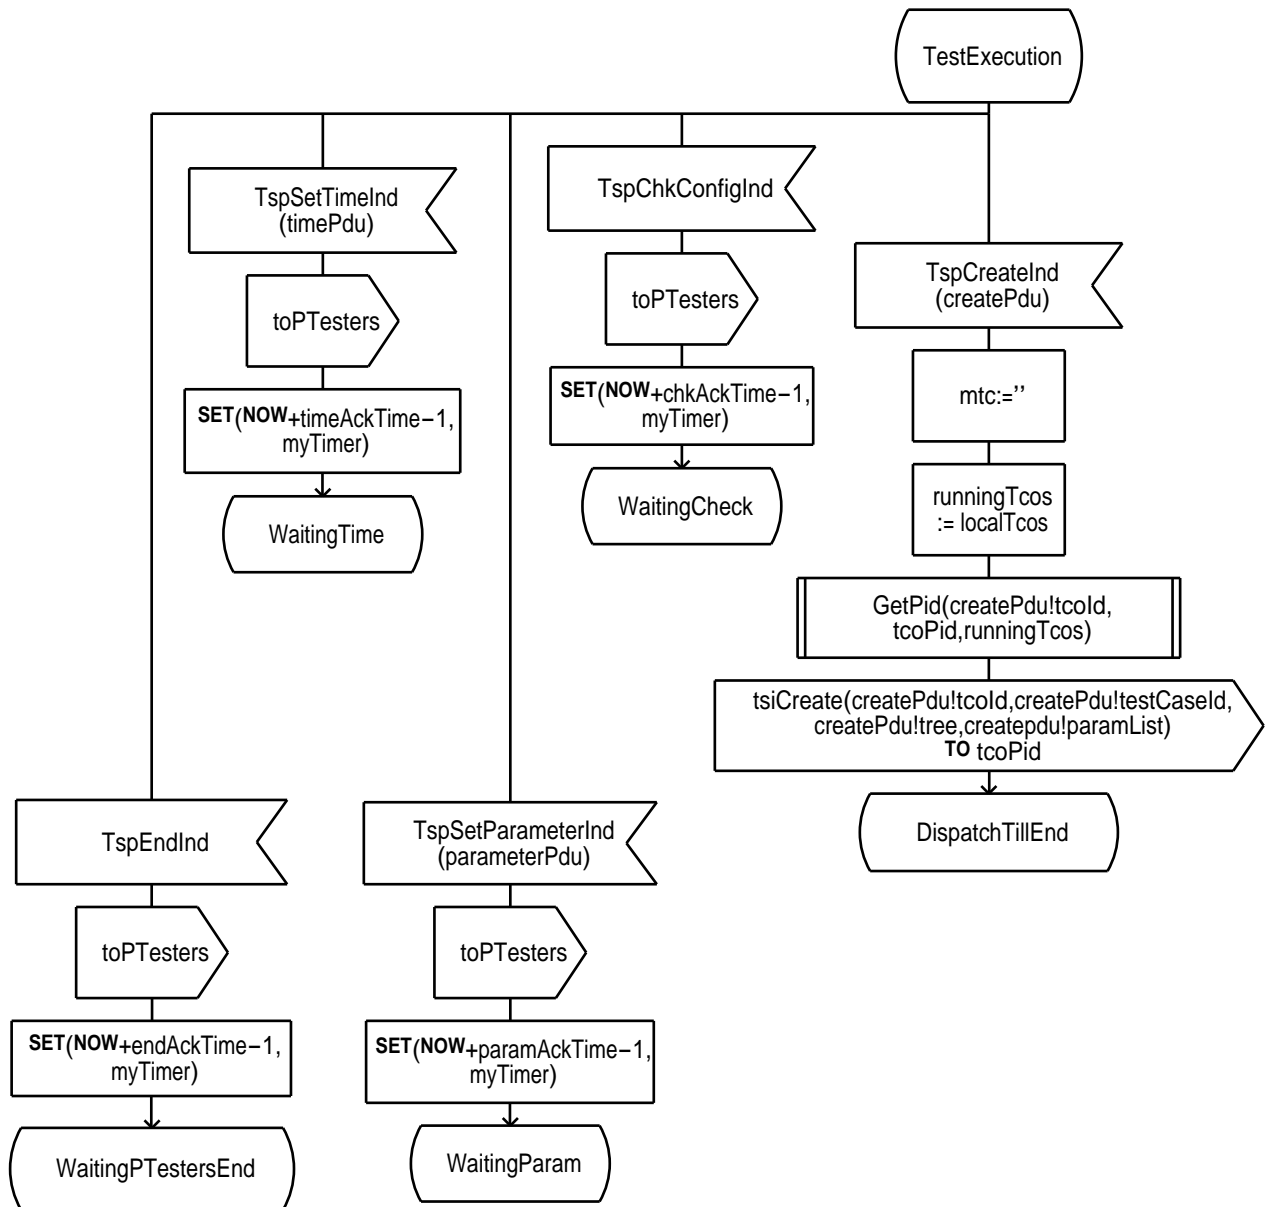 TestExecution
TspSetTimeInd
(timePdu)
toPTesters
SET(NOW+timeAckTime−1,
myTimer)
WaitingTime
TspChkConfigInd
toPTesters
SET(NOW+chkAckTime−1,
myTimer)
WaitingCheck
TspCreateInd
(createPdu)
mtc:=’’
runningTcos
:= localTcos
GetPid(createPdu!tcoId,
tcoPid,runningTcos)
tsiCreate(createPdu!tcoId,createPdu!testCaseId,
createPdu!tree,createpdu!paramList)
TO tcoPid
DispatchTillEnd
TspEndInd
toPTesters
SET(NOW+endAckTime−1,
myTimer)
WaitingPTestersEnd
TspSetParameterInd
(parameterPdu)
toPTesters
SET(NOW+paramAckTime−1,
myTimer)
WaitingParam